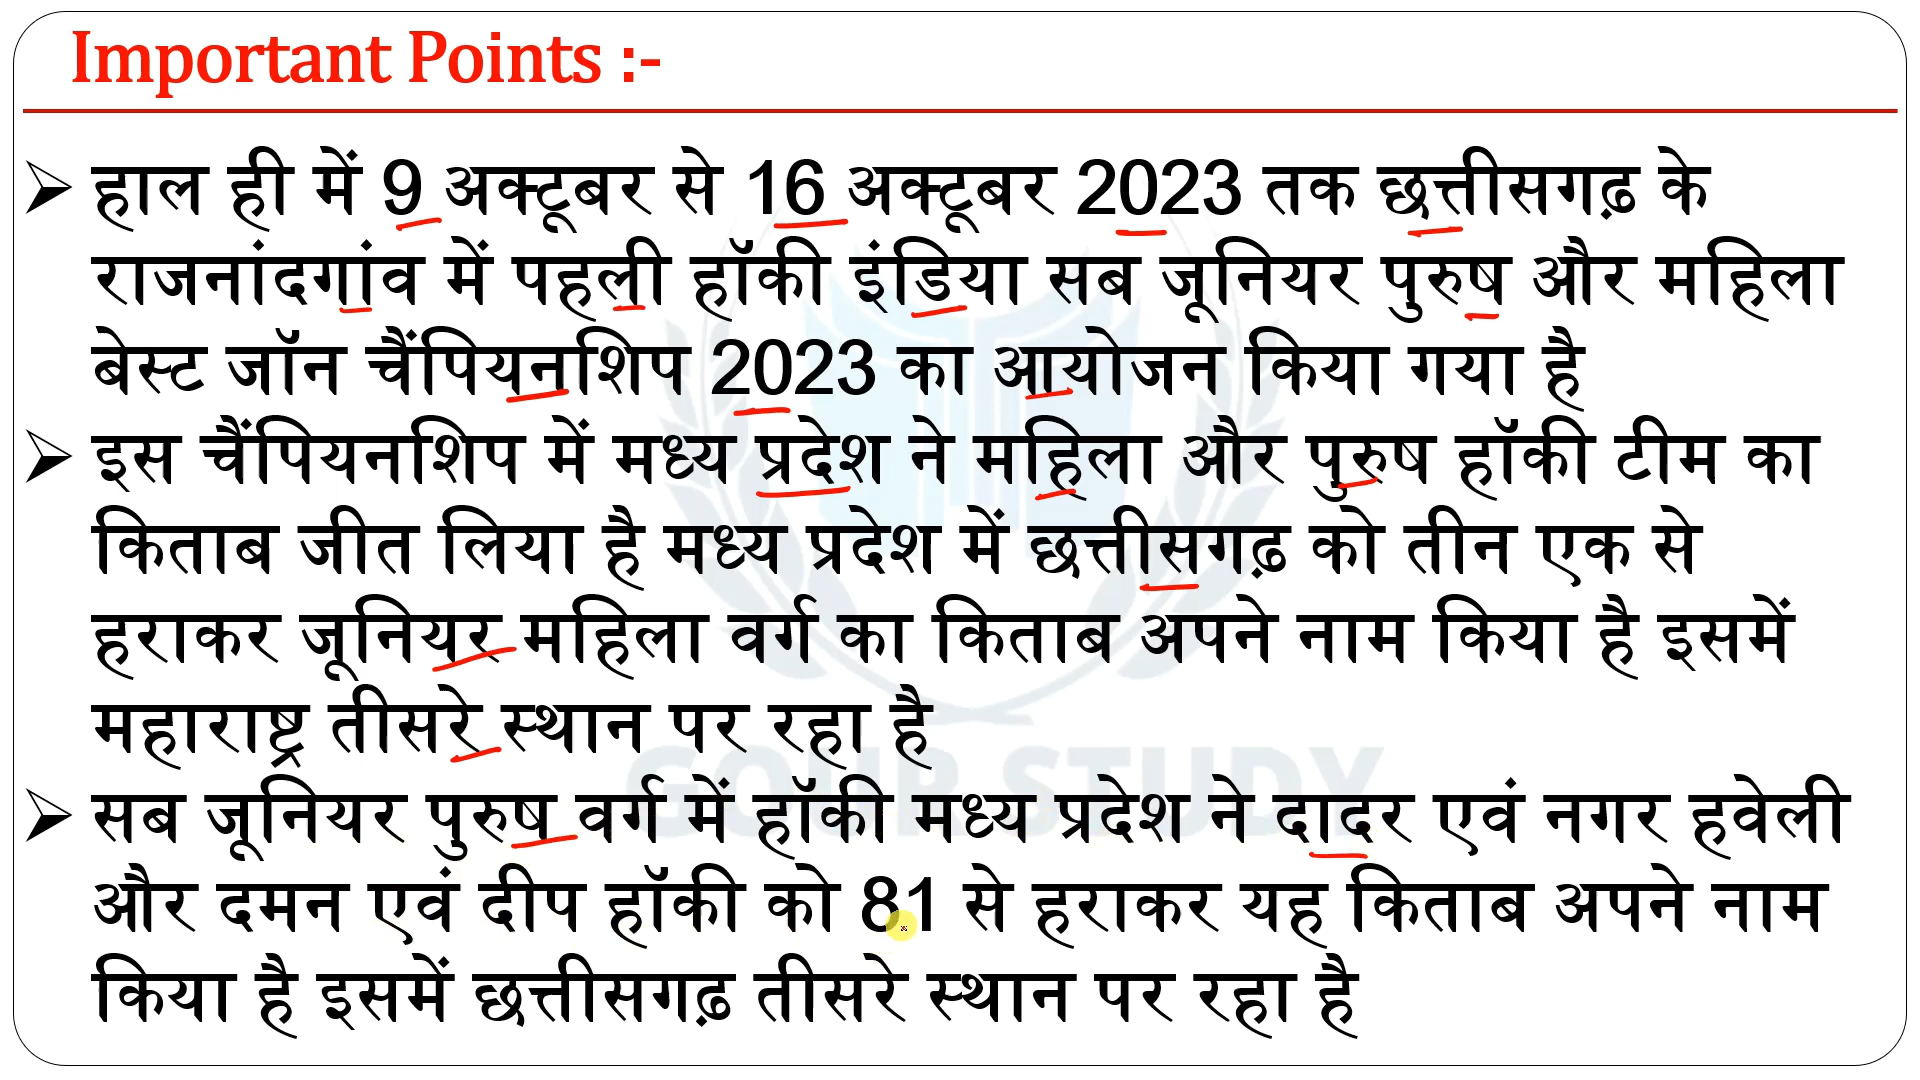 Important Points :-
हाल ही में 9 अक्टूबर से 16 अक्टूबर 2023 तक छत्तीसगढ़ के
राजनांदगांव में पहली हॉकी इंडिया सब जूनियर पुरुष और महिला
बेस्ट जॉन चैंपियनशिप 2023 का आयोजन किया गया है
इस चैंपियनशिप में मध्य प्रदेश ने महिला और पुरुष हॉकी टीम का
किताब जीत लिया है मध्य प्रदेश में छत्तीसगढ़ को तीन एक से
हराकर जूनियर महिला वर्ग का किताब अपने नाम किया है इसमें
महाराष्ट्र तीसरे स्थान पर रहा है
GOUR STUDY
सब जूनियर पुरुष वर्ग में हॉकी मध्य प्रदेश ने दादर एवं नगर हवेली
और दमन एवं दीप हॉकी को 81 से हराकर यह किताब अपने नाम
किया है इसमें छत्तीसगढ़ तीसरे स्थान पर रहा है